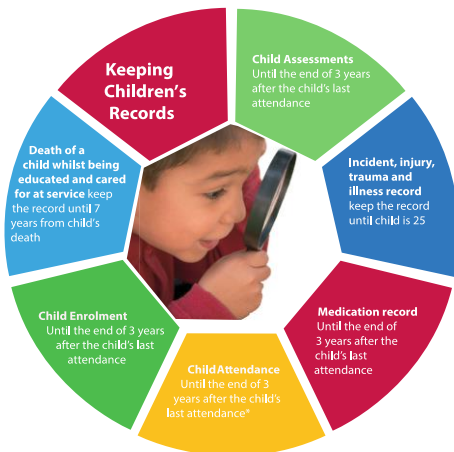 Keeping
Children's
Records
Child Assessments
Until the end of 3 years
after the child's last
attendance
Incident, injury,
trauma and
illness record
keep the record
until child is 25
Medication record
Until the end of
3 years after the
child's last
attendance
Child Attendance
Until the end of 3
years after the child's
last attendance*
Child Enrolment
Until the end of 3 years
after the child's last
attendance
Death of a
child whilst being
educated and cared
for at service keep
the record until 7
years from child's
death